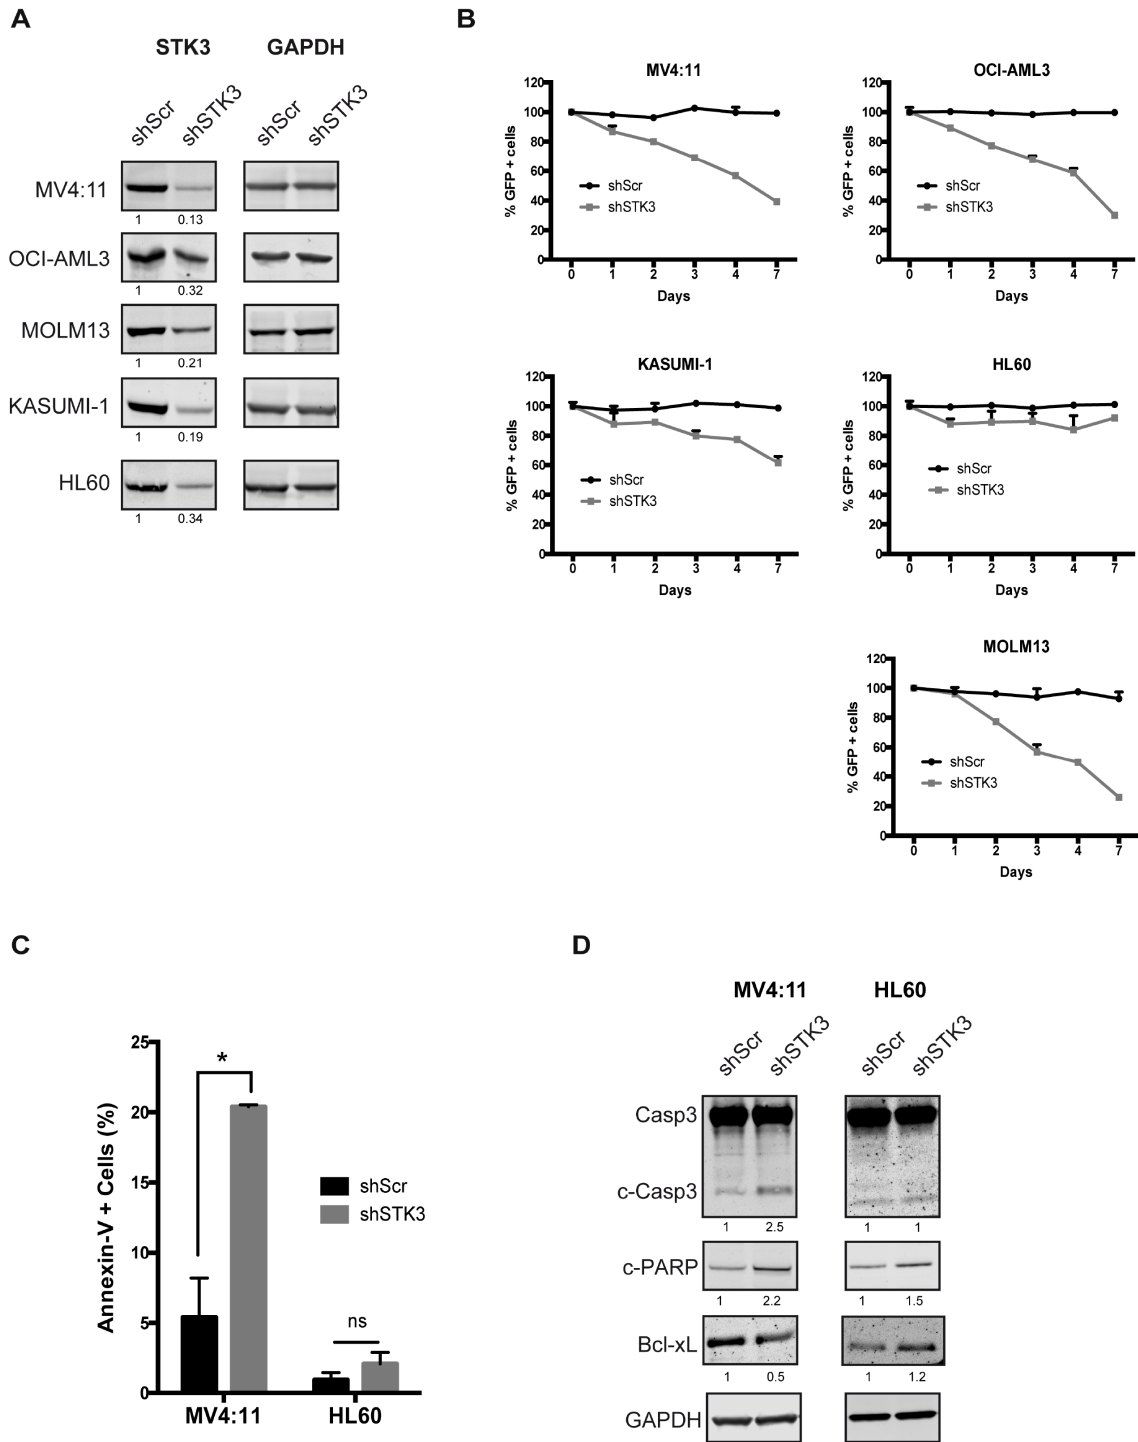 A
STK3 GAPDH
shScr shSTK3 shScr shSTK3
MV4:11
1 0.13
OCI-AML3
1 0.32
MOLM13
1 0.21
KASUMI-1
1 0.19
HL60
1 0.34
B
MV4:11
% GFP + cells
120
100
80
60
40
20
0
shScr
shSTK3
0 1 2 3 4 7
Days
OCI-AML3
% GFP + cells
120
100
80
60
40
20
0
shScr
shSTK3
0 1 2 3 4 7
Days
KASUMI-1
% GFP + cells
120
100
80
60
40
20
0
shScr
shSTK3
0 1 2 3 4 7
Days
HL60
% GFP + cells
120
100
80
60
40
20
0
shScr
shSTK3
0 1 2 3 4 7
Days
MOLM13
% GFP + cells
120
100
80
60
40
20
0
shScr
shSTK3
0 1 2 3 4 7
Days
C
Annexin-V + Cells (%)
25
20
15
10
5
0
*
ns
shScr
shSTK3
MV4:11 HL60
D
MV4:11 HL60
shScr shSTK3 shScr shSTK3
Casp3
c-Casp3
1 2.5 1 1
c-PARP
1 2.2 1 1.5
Bcl-xL
1 0.5 1 1.2
GAPDH